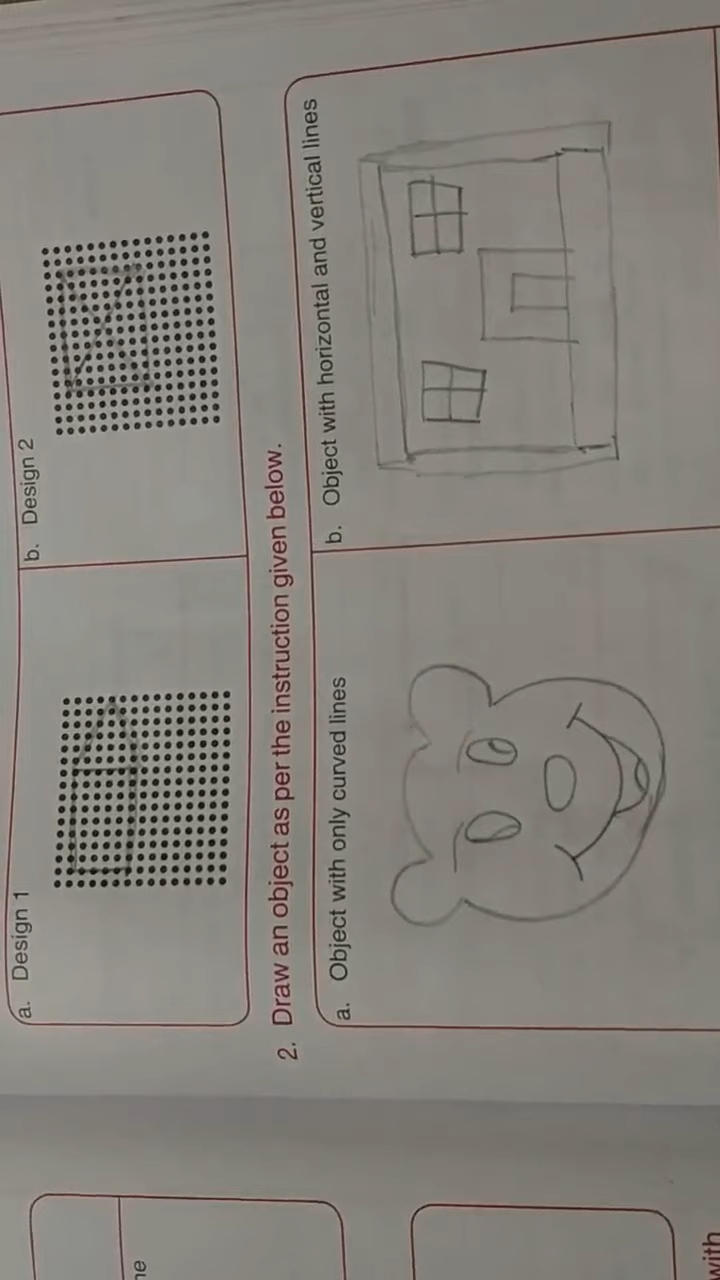 a. Design 1
b. Design 2
2. Draw an object as per the instruction given below.
a. Object with only curved lines
b. Object with horizontal and vertical lines
with